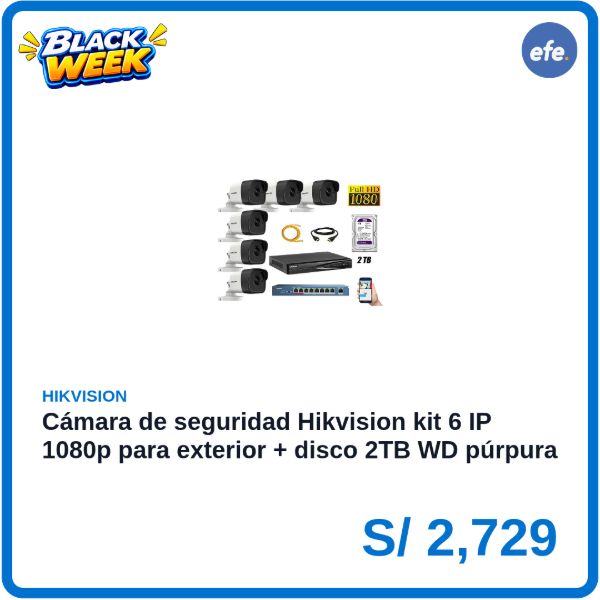 BLACK
WEEK
efe.
Full HD
1080
2 TB
HIKVISION
Cámara de seguridad Hikvision kit 6 IP
1080p para exterior + disco 2TB WD púrpura
S/ 2,729